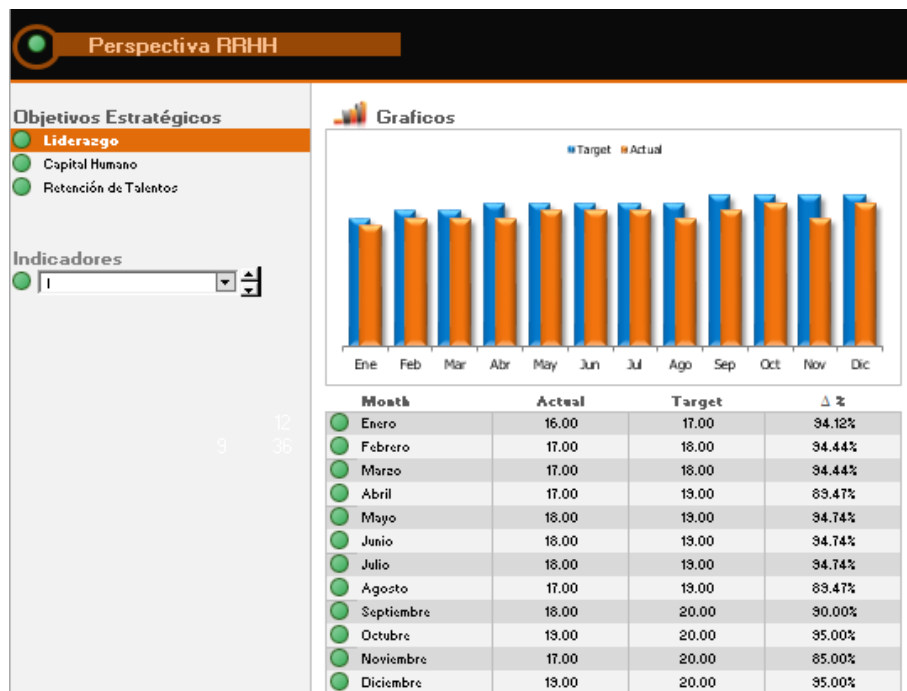 Perspectiva RRHH
Objetivos Estratégicos
Liderazgo
Capital Humano
Retención de Talentos
Indicadores
I
12
9 36
Graficos
Target Actual
Ene Feb Mar Abr May Jun Jul Ago Sep Oct Nov Dic
Month Actual Target Δ %
Enero 16.00 17.00 94.12%
Febrero 17.00 18.00 94.44%
Marzo 17.00 18.00 94.44%
Abril 17.00 19.00 89.47%
Mayo 18.00 19.00 94.74%
Junio 18.00 19.00 94.74%
Julio 18.00 19.00 94.74%
Agosto 17.00 19.00 89.47%
Septiembre 18.00 20.00 90.00%
Octubre 19.00 20.00 95.00%
Noviembre 17.00 20.00 85.00%
Diciembre 19.00 20.00 95.00%